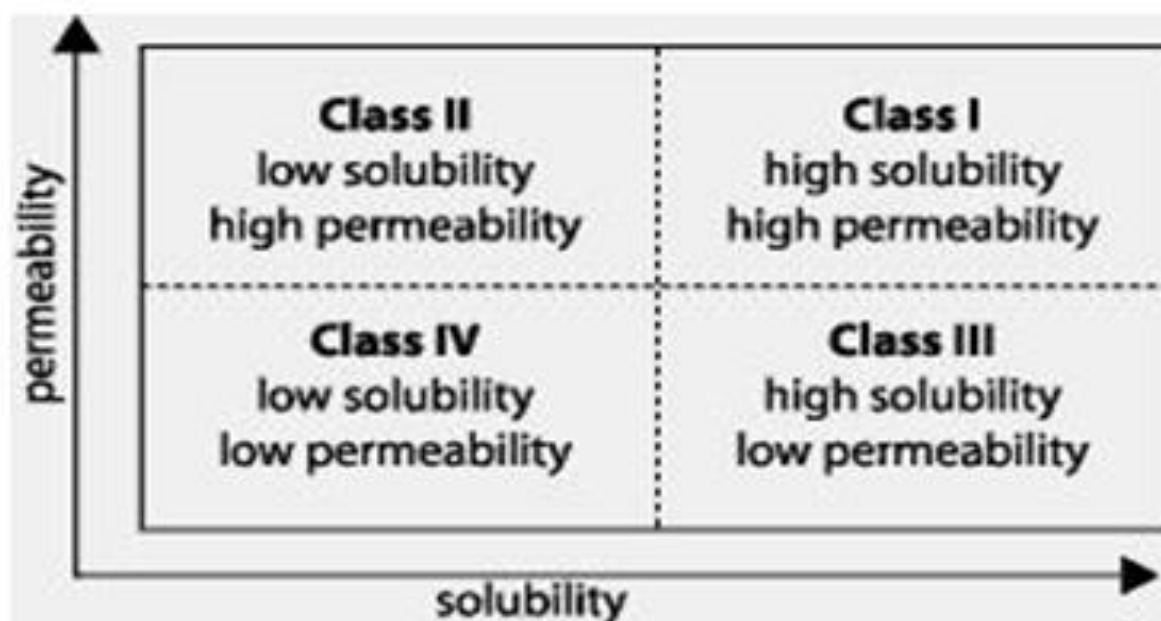 permeability
Class II
low solubility
high permeability
Class I
high solubility
high permeability
Class IV
low solubility
low permeability
Class III
high solubility
low permeability
solubility